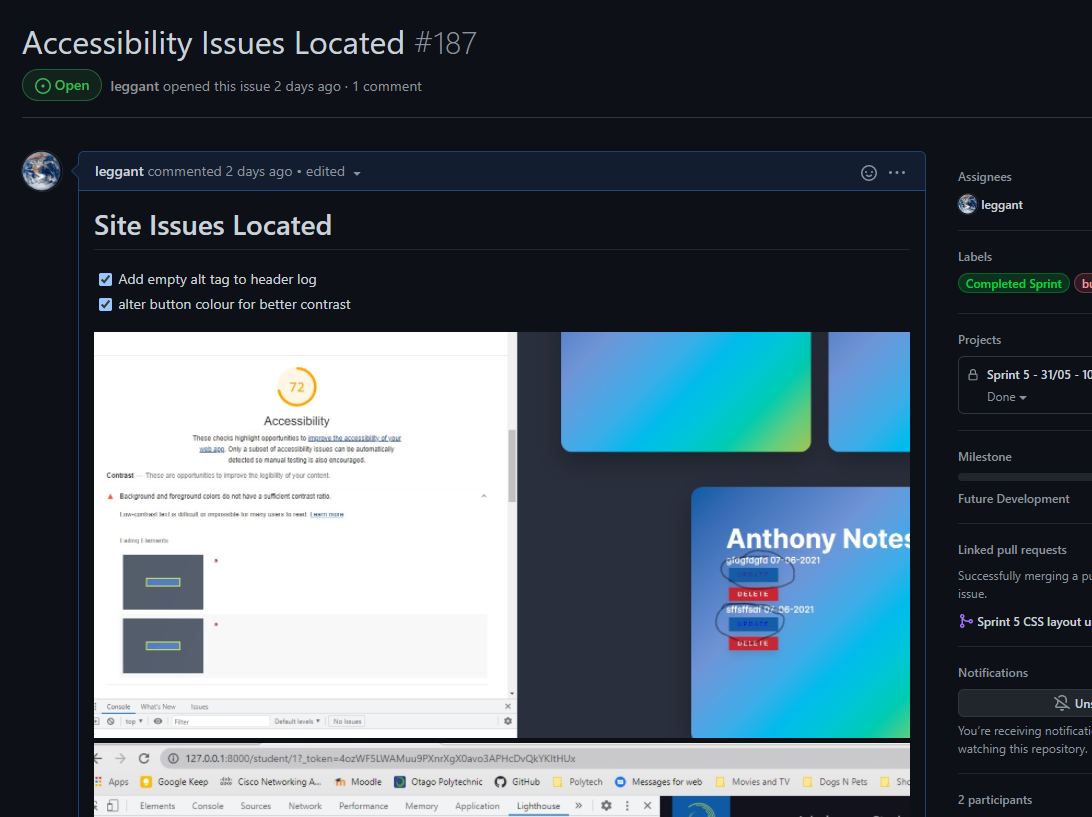 Accessibility Issues Located #187
Open leggant opened this issue 2 days ago · 1 comment
leggant commented 2 days ago • edited
Site Issues Located
Add empty alt tag to header log
alter button colour for better contrast
72
Accessibility
These checks highlight opportunities to improve the accessibility of your
web app. Only a subset of accessibility issues can be automatically
detected so manual testing is also encouraged.
Contrast — These are opportunities to improve the legibility of your content.
Background and foreground colors do not have a sufficient contrast ratio.
Low-contrast text is difficult or impossible for many users to read. Learn more
Failing Elements
Console What's New Issues
top Filter Default levels No Issues
Anthony Notes
gfdgfdgfd 07-06-2021
UPDATE
DELETE
sffsffsdf 07-06-2021
UPDATE
DELETE
127.0.0.1:8000/student/1?_token=4ozWF5LWAMuu9PXnrXgX0avo3APHcDvQkYKItHUx
Apps Google Keep Cisco Networking A... Moodle Otago Polytechnic GitHub Polytech Messages for web Movies and TV Dogs N Pets Sho
Elements Console Sources Network Performance Memory Application Lighthouse »
Assignees
leggant
Labels
Completed Sprint bu
Projects
Sprint 5 - 31/05 - 10
Done
Milestone
Future Development
Linked pull requests
Successfully merging a pu
issue.
Sprint 5 CSS layout u
Notifications
Uns
You're receiving notificati
watching this repository.
2 participants